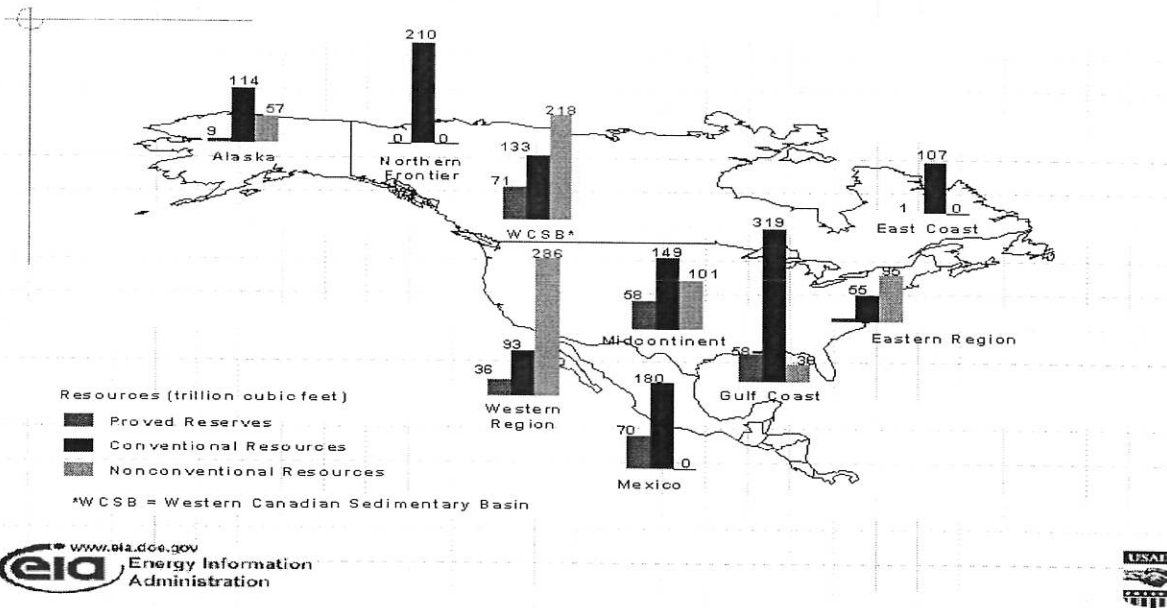 210
114
57
9
Alaska
0 0
Northern
Frontier
218
133
71
WCSB*
107
1 0
East Coast
319
58
38
Gulf Coast
149
58
101
Midcontinent
55
95
Eastern Region
286
93
36
Western
Region
180
70
0
Mexico
Resources (trillion cubic feet)
Proved Reserves
Conventional Resources
Nonconventional Resources
*WCSB = Western Canadian Sedimentary Basin
www.eia.doe.gov
eia
Energy Information
Administration
USAID